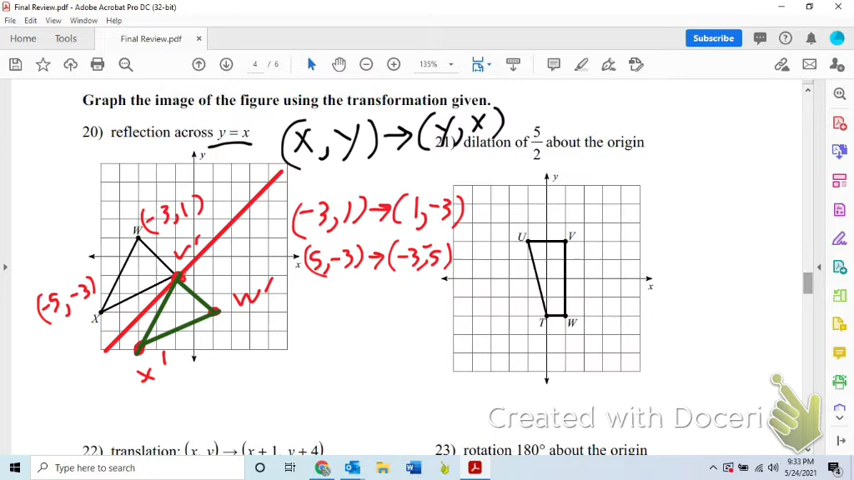 Final Review.pdf - Adobe Acrobat Pro DC (32-bit)
File Edit View Window Help
Home Tools Final Review.pdf × Subscribe
4 / 6 135%
Graph the image of the figure using the transformation given.
20) reflection across y = x
(x, y) → (y, x)
21) dilation of 5/2 about the origin
y
x
W
(-3, 1)
V'
(-5, -3)
X
W'
X'
(-3, 1) → (1, -3)
(5, -3) → (-3, 5)
y
x
U
V
T
W
Created with Doceri
22) translation: (x, y) → (x + 1, y + 4)
23) rotation 180° about the origin
Type here to search
9:33 PM
5/24/2021
4